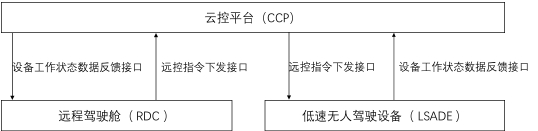 云控平台（CCP）
设备工作状态数据反馈接口
远控指令下发接口
远控指令下发接口
设备工作状态数据反馈接口
远程驾驶舱（RDC ）
低速无人驾驶设备（LSADE）